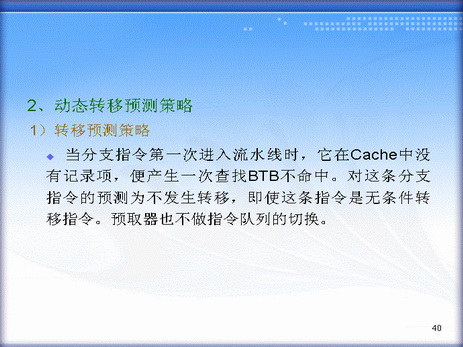 2、动态转移预测策略
1）转移预测策略
◆ 当分支指令第一次进入流水线时，它在Cache中没
有记录项，便产生一次查找BTB不命中。对这条分支
指令的预测为不发生转移，即使这条指令是无条件转
移指令。预取器也不做指令队列的切换。
40